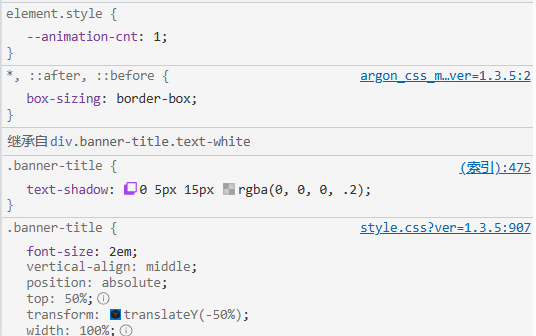 element.style {
--animation-cnt: 1;
}
*, ::after, ::before { argon_css_m…ver=1.3.5:2
box-sizing: border-box;
}
继承自div.banner-title.text-white
.banner-title { (索引):475
text-shadow: 0 5px 15px rgba(0, 0, 0, .2);
}
.banner-title { style.css?ver=1.3.5:907
font-size: 2em;
vertical-align: middle;
position: absolute;
top: 50%;
transform: translateY(-50%);
width: 100%;